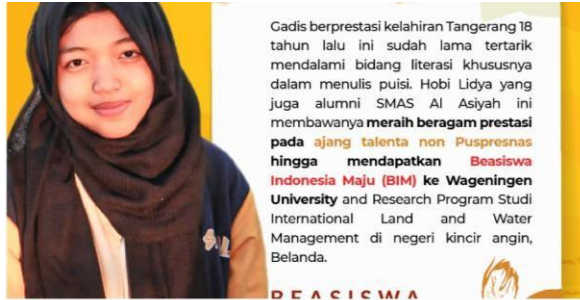 Gadis berprestasi kelahiran Tangerang 18
tahun lalu ini sudah lama tertarik
mendalami bidang literasi khususnya
dalam menulis puisi. Hobi Lidya yang
juga alumni SMAS Al Asiyah ini
membawanya meraih beragam prestasi
pada ajang talenta non Puspresnas
hingga mendapatkan Beasiswa
Indonesia Maju (BIM) ke Wageningen
University and Research Program Studi
International Land and Water
Management di negeri kincir angin,
Belanda.
BEASISWA